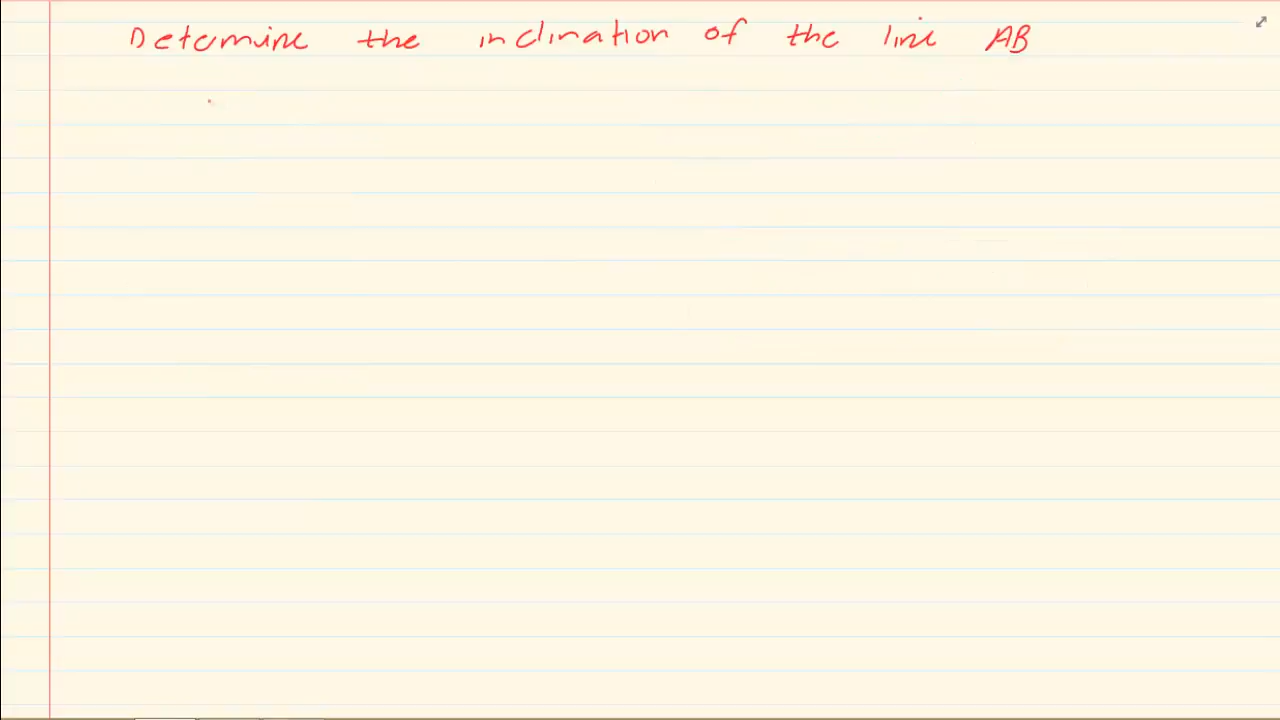 Determine the inclination of the line AB